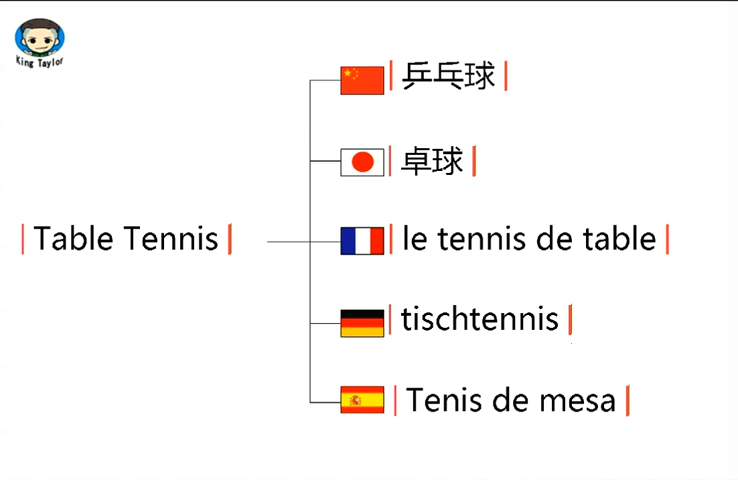 King Taylor
乒乓球
卓球
Table Tennis
le tennis de table
tischtennis
Tenis de mesa